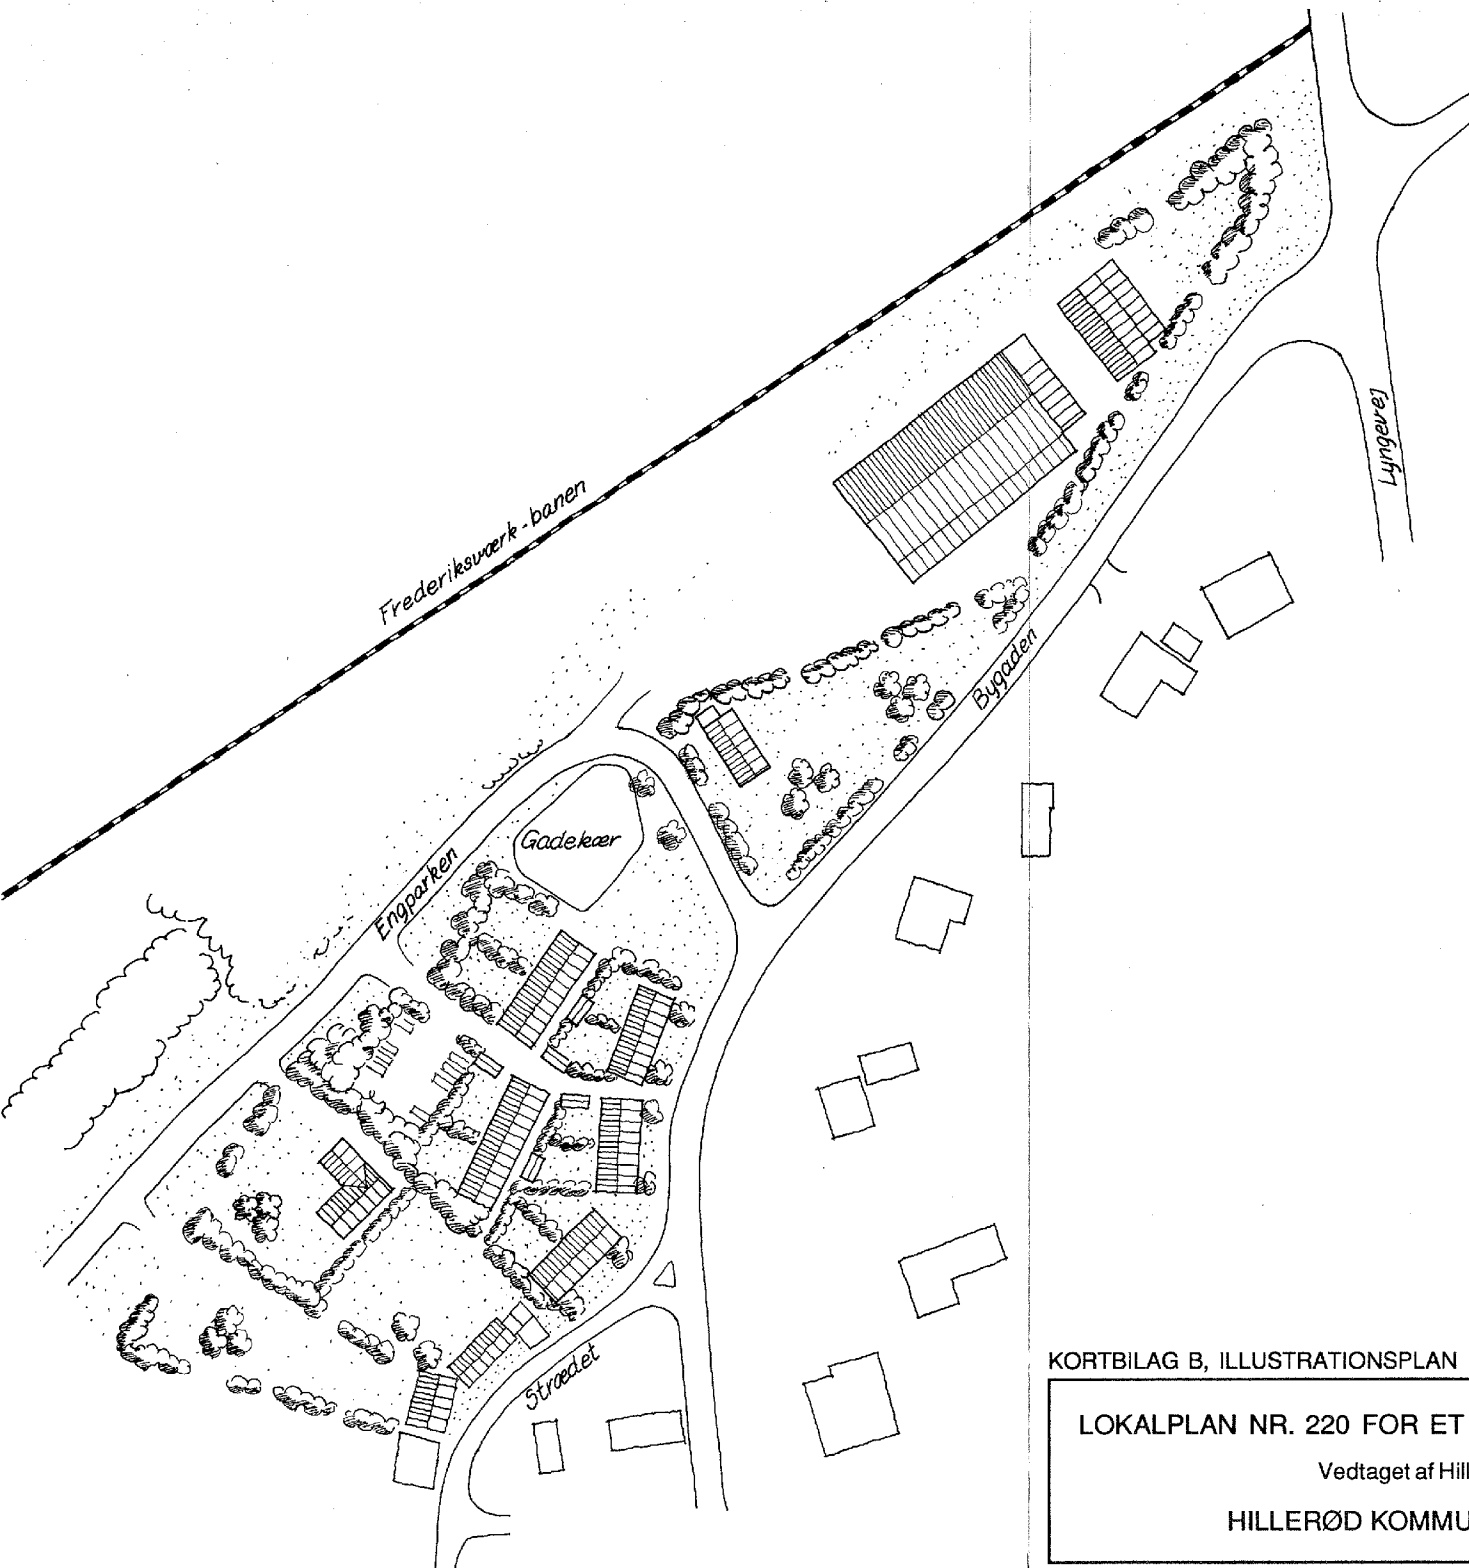 Lyngevej
Frederiksværk-banen
Bygaden
Gadekær
Engparken
Strædet
KORTBILAG B, ILLUSTRATIONSPLAN
LOKALPLAN NR. 220 FOR ET
Vedtaget af Hill
HILLERØD KOMMU